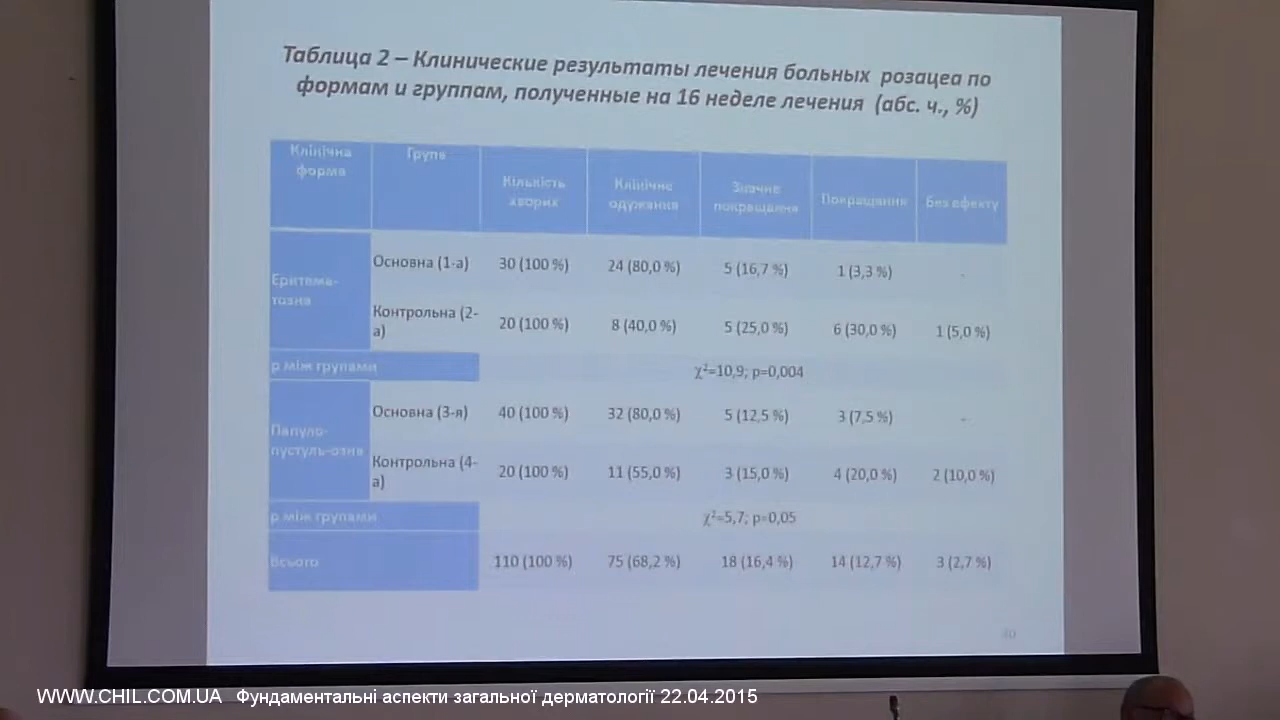 Таблица 2 – Клинические результаты лечения больных розацеа по
формам и группам, полученные на 16 неделе лечения (абс. ч., %)
Клінічна форма Група Кількість хворих Клінічне одужання Значне покращання Покращання Без ефекту
Еритема-тозна
Основна (1-а) 30 (100 %) 24 (80,0 %) 5 (16,7 %) 1 (3,3 %) -
Контрольна (2-а) 20 (100 %) 8 (40,0 %) 5 (25,0 %) 6 (30,0 %) 1 (5,0 %)
р між групами χ²=10,9; р=0,004
Папуло-пустуль-озна
Основна (3-я) 40 (100 %) 32 (80,0 %) 5 (12,5 %) 3 (7,5 %) -
Контрольна (4-а) 20 (100 %) 11 (55,0 %) 3 (15,0 %) 4 (20,0 %) 2 (10,0 %)
р між групами χ²=5,7; р=0,05
Всього 110 (100 %) 75 (68,2 %) 18 (16,4 %) 14 (12,7 %) 3 (2,7 %)
WWW.CHIL.COM.UA Фундаментальні аспекти загальної дерматології 22.04.2015